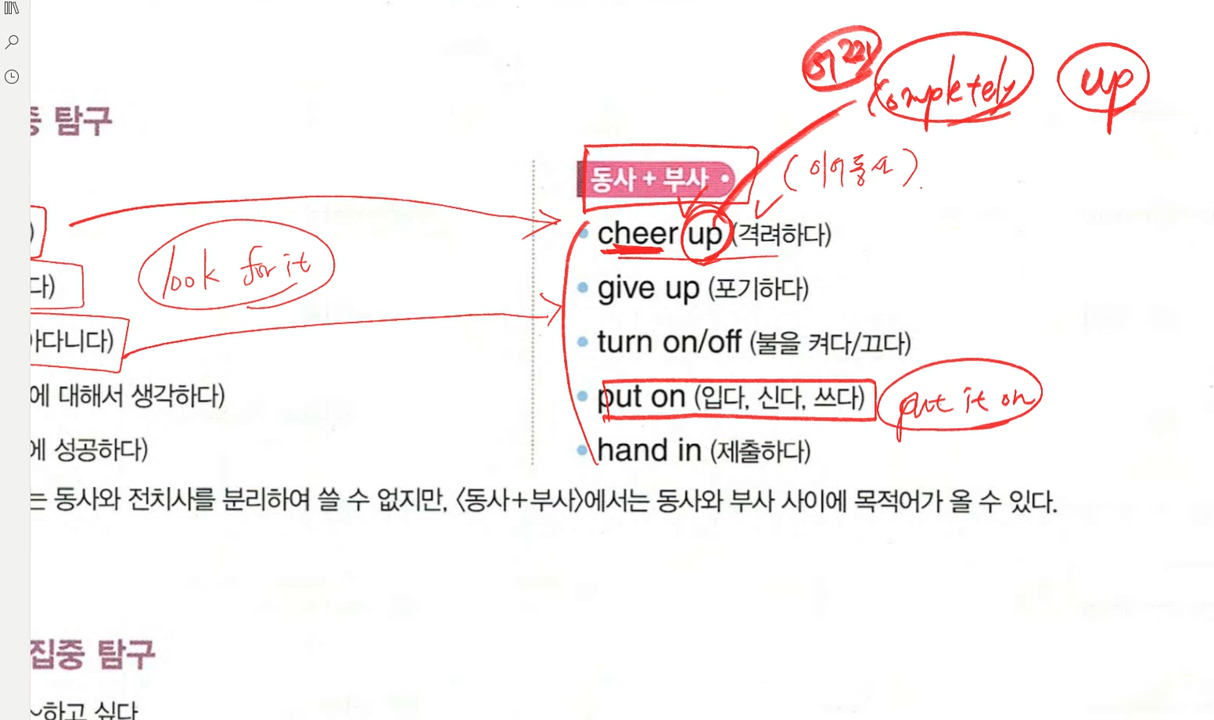 completely up
중 탐구
동사 + 부사
(이어동사)
다)
아다니다)
에 대해서 생각하다)
에 성공하다)
look for it
• cheer up (격려하다)
• give up (포기하다)
• turn on/off (불을 켜다/끄다)
• put on (입다, 신다, 쓰다) put it on
• hand in (제출하다)
는 동사와 전치사를 분리하여 쓸 수 없지만, 〈동사+부사〉에서는 동사와 부사 사이에 목적어가 올 수 있다.
집중 탐구
~하고 싶다